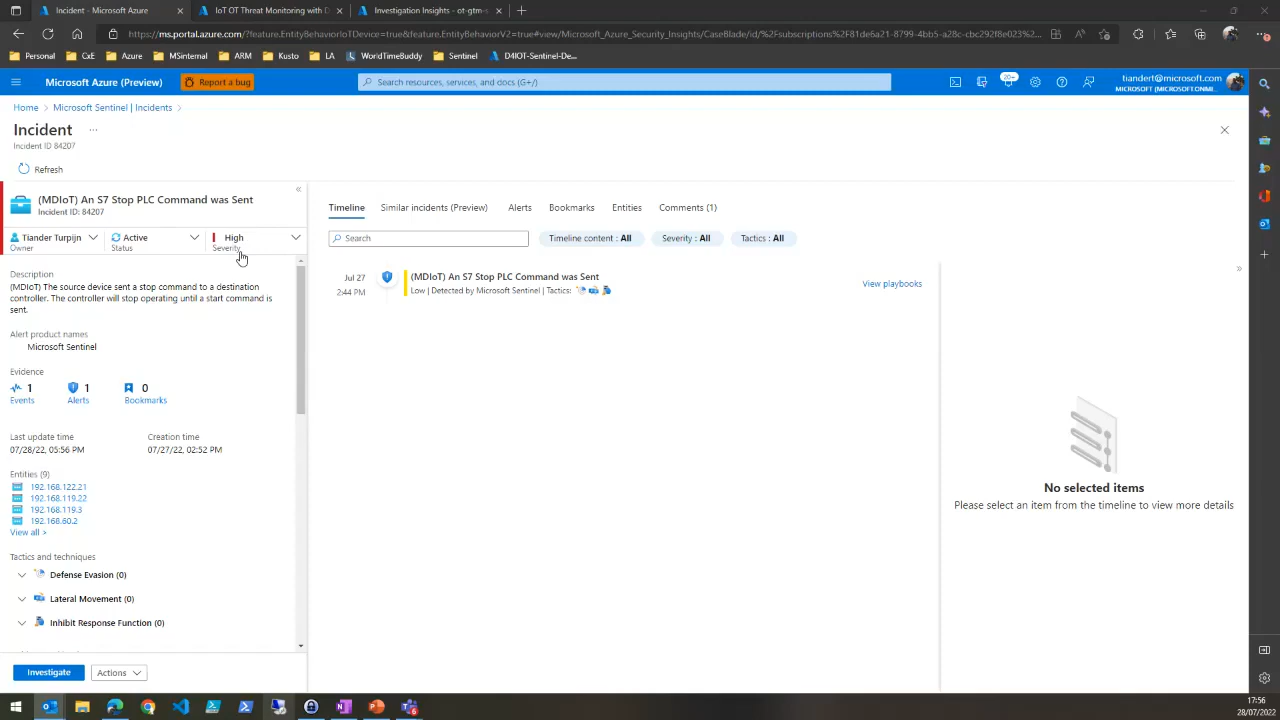 Incident - Microsoft Azure
IoT OT Threat Monitoring with D
Investigation Insights - ot-gtm-s
https://ms.portal.azure.com/?feature.EntityBehaviorIoTDevice=true&feature.EntityBehaviorV2=true#view/Microsoft_Azure_Security_Insights/CaseBlade/id/%2Fsubscriptions%2F81de6a21-8799-4bb5-a28c-cbc292f8e023%2...
Personal
CxE
Azure
MSinternal
ARM
Kusto
LA
WorldTimeBuddy
Sentinel
D4IOT-Sentinel-De...
Microsoft Azure (Preview)
Report a bug
Search resources, services, and docs (G+/)
20+
tiandert@microsoft.com
MICROSOFT (MICROSOFT.ONMI...
Home > Microsoft Sentinel | Incidents >
Incident ...
Incident ID 84207
Refresh
(MDIoT) An S7 Stop PLC Command was Sent
Incident ID: 84207
Tiander Turpijn
Owner
Active
Status
High
Severity
Description
(MDIoT) The source device sent a stop command to a destination
controller. The controller will stop operating until a start command is
sent.
Alert product names
Microsoft Sentinel
Evidence
1
Events
1
Alerts
0
Bookmarks
Last update time
07/28/22, 05:56 PM
Creation time
07/27/22, 02:52 PM
Entities (9)
192.168.122.21
192.168.119.22
192.168.119.3
192.168.60.2
View all >
Tactics and techniques
Defense Evasion (0)
Lateral Movement (0)
Inhibit Response Function (0)
Investigate
Actions
Timeline
Similar incidents (Preview)
Alerts
Bookmarks
Entities
Comments (1)
Search
Timeline content : All
Severity : All
Tactics : All
Jul 27
2:44 PM
(MDIoT) An S7 Stop PLC Command was Sent
Low | Detected by Microsoft Sentinel | Tactics:
View playbooks
No selected items
Please select an item from the timeline to view more details
17:56
28/07/2022